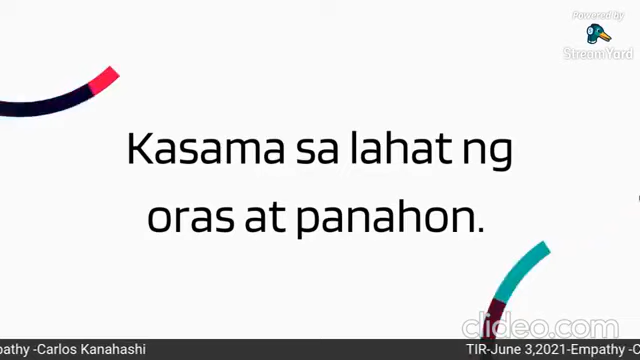 Powered by
StreamYard
Kasama sa lahat ng
oras at panahon.
clideo.com
pathy -Carlos Kanahashi
TIR-June 3,2021-Empathy -C